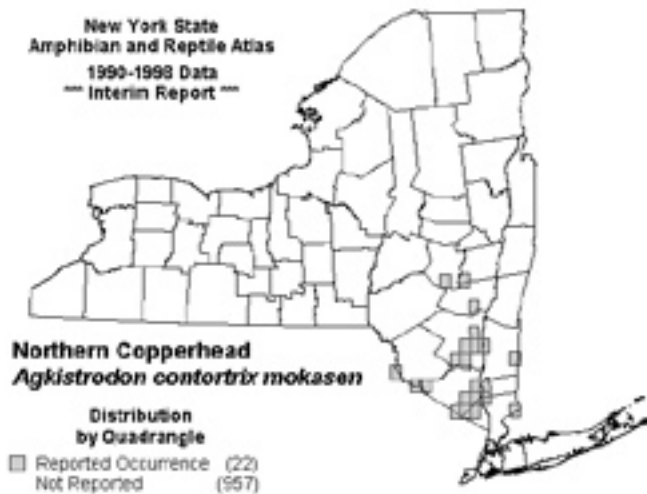 New York State
Amphibian and Reptile Atlas
1990-1998 Data
~~~ Interim Report ~~~
Northern Copperhead
Agkistrodon contortrix mokasen
Distribution
by Quadrangle
Reported Occurrence (22)
Not Reported (957)